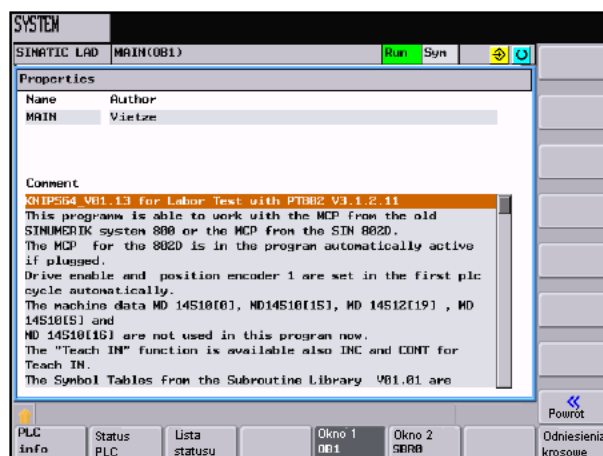 SYSTEM
SIMATIC LAD MAIN(OB1) Run Sym
Properties
Name Author
MAIN Vietze
Comment
KNIPS64_V01.13 for Labor Test with PT802 V3.1.2.11
This programm is able to work with the MCP from the old
SINUMERIK system 800 or the MCP from the SIN 802D.
The MCP for the 802D is in the program automatically active
if plugged.
Drive enable and position encoder 1 are set in the first plc
cycle automatically.
The machine data MD 14510[0], MD14510[15], MD 14512[19] , MD
14510[5] and
MD 14510[16] are not used in this program now.
The "Teach IN" function is available also INC and CONT for
Teach IN.
The Symbol Tables from the Subroutine Library V01.01 are
Powrót
PLC info
Status PLC
Lista statusu
Okno 1 OB1
Okno 2 SBR0
Odniesienia krosowe